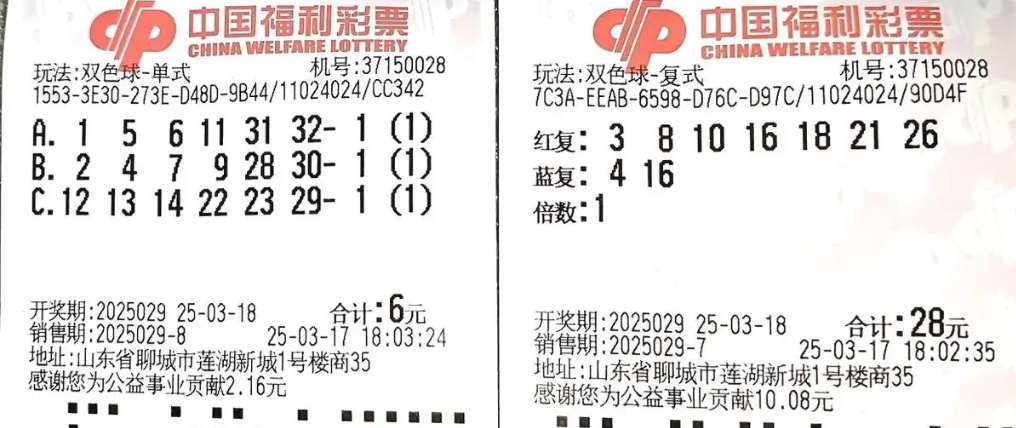 中国福利彩票
CHINA WELFARE LOTTERY
玩法:双色球-单式 机号:37150028
1553-3E30-273E-D48D-9B44/11024024/CC342
A. 1 5 6 11 31 32- 1 (1)
B. 2 4 7 9 28 30- 1 (1)
C.12 13 14 22 23 29- 1 (1)
开奖期:2025029 25-03-18 合计:6元
销售期:2025029-8 25-03-17 18:03:24
地址:山东省聊城市莲湖新城1号楼商35
感谢您为公益事业贡献2.16元
中国福利彩票
CHINA WELFARE LOTTERY
玩法:双色球-复式 机号:37150028
7C3A-EEAB-6598-D76C-D97C/11024024/90D4F
红复: 3 8 10 16 18 21 26
蓝复: 4 16
倍数:1
开奖期:2025029 25-03-18 合计:28元
销售期:2025029-7 25-03-17 18:02:35
地址:山东省聊城市莲湖新城1号楼商35
感谢您为公益事业贡献10.08元